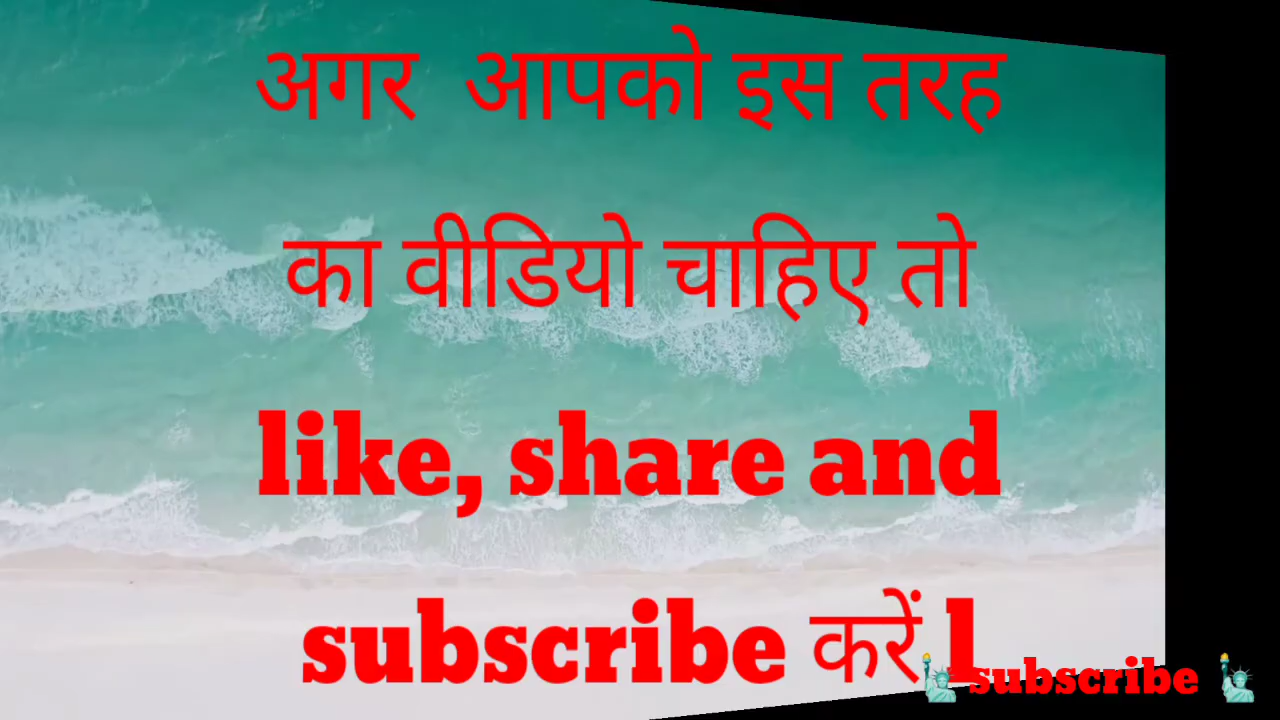 अगर आपको इस तरह
का वीडियो चाहिए तो
like, share and
subscribe करें l
🗽subscribe 🗽